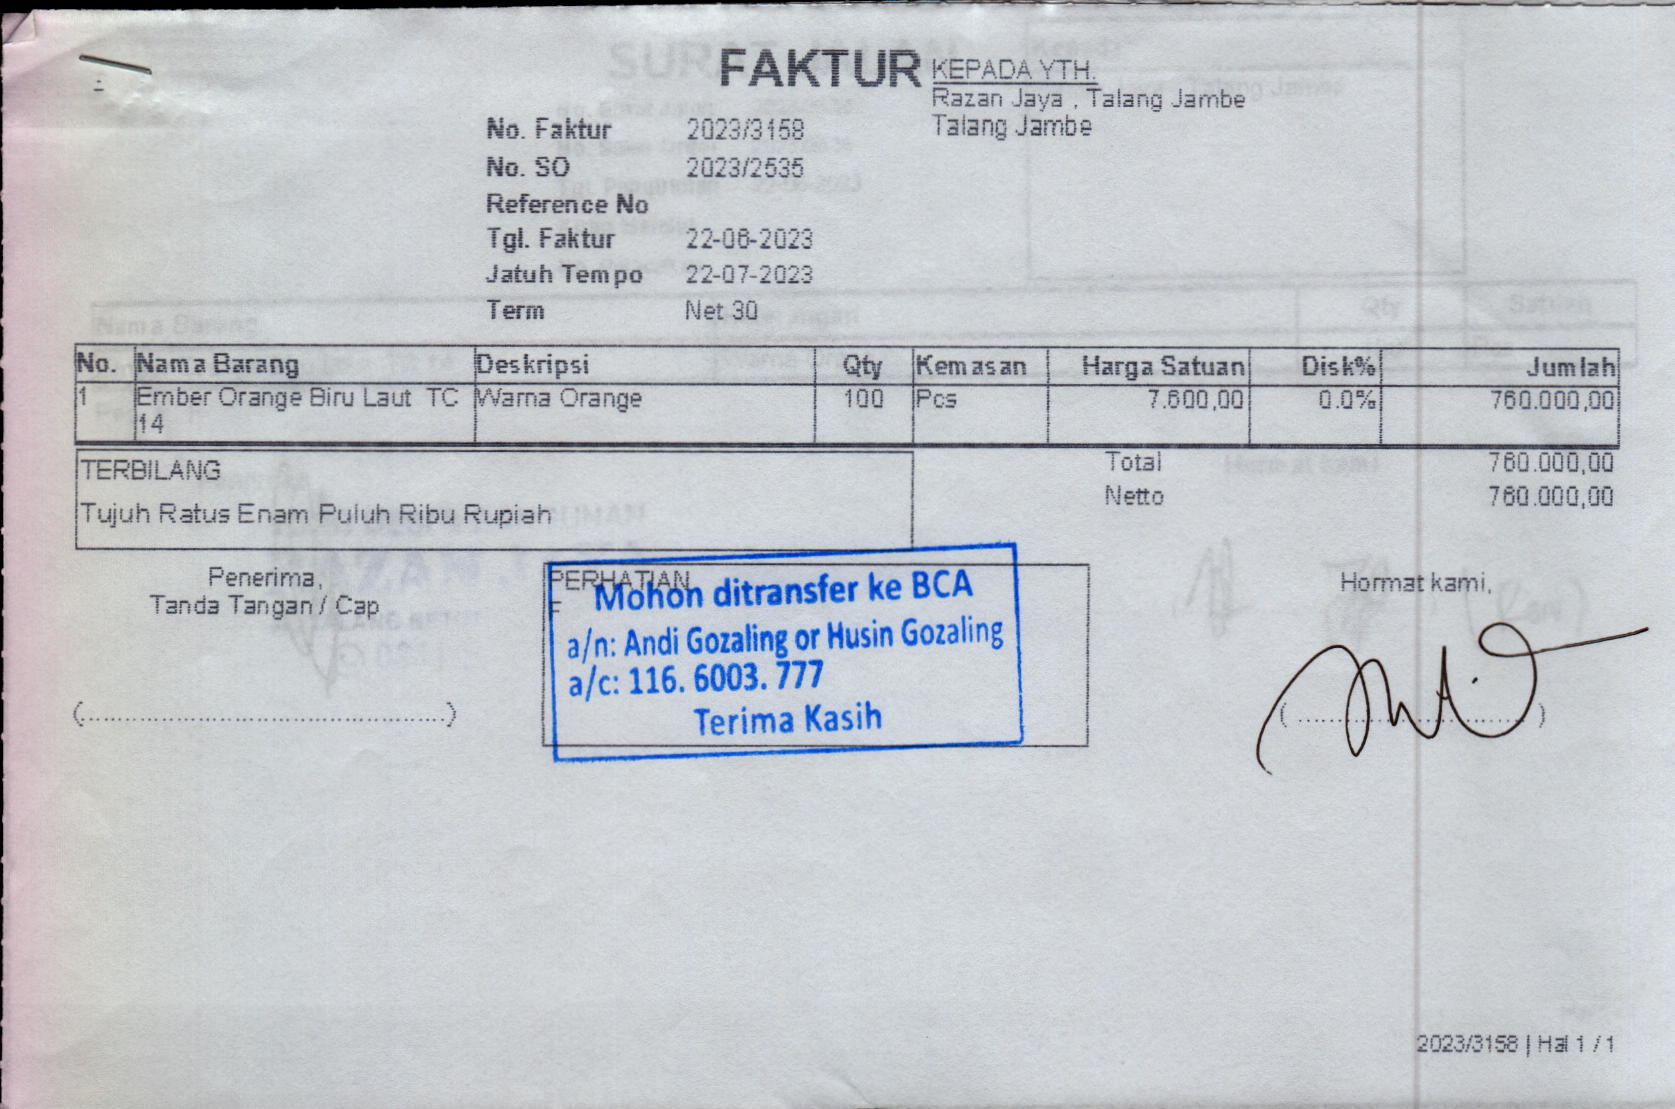 FAKTUR
KEPADA YTH.
Razan Jaya , Talang Jambe
Talang Jambe
No. Faktur 2023/3158
No. SO 2023/2535
Reference No
Tgl. Faktur 22-06-2023
Jatuh Tempo 22-07-2023
Term Net 30
No. Nama Barang Deskripsi Qty Kemasan Harga Satuan Disk% Jumlah
1 Ember Orange Biru Laut TC Warna Orange 100 Pcs 7.600,00 0.0% 760.000,00
14
TERBILANG
Tujuh Ratus Enam Puluh Ribu Rupiah
Total 760.000,00
Netto 760.000,00
Penerima,
Tanda Tangan / Cap
(................................................)
PERHATIAN
Mohon ditransfer ke BCA
a/n: Andi Gozaling or Husin Gozaling
a/c: 116. 6003. 777
Terima Kasih
Hormat kami,
2023/3158 | Hal 1 / 1